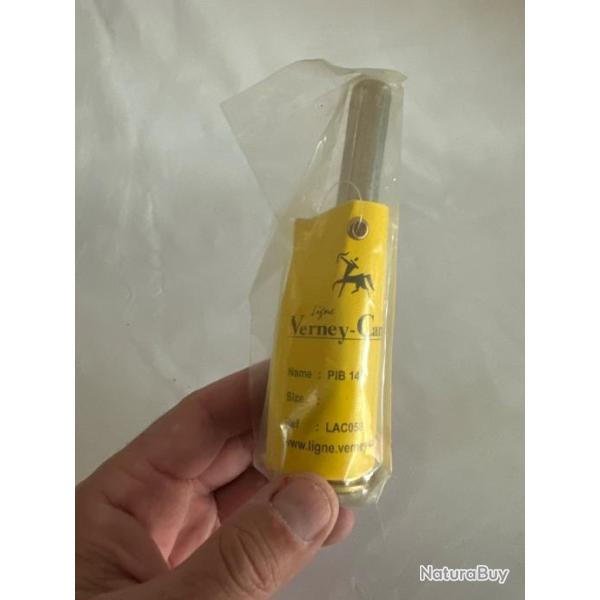 Ligne
Verney-Car
Name : PIB 14
Size :
Ref : LAC058
www.ligne.verney-
NaturaBuy